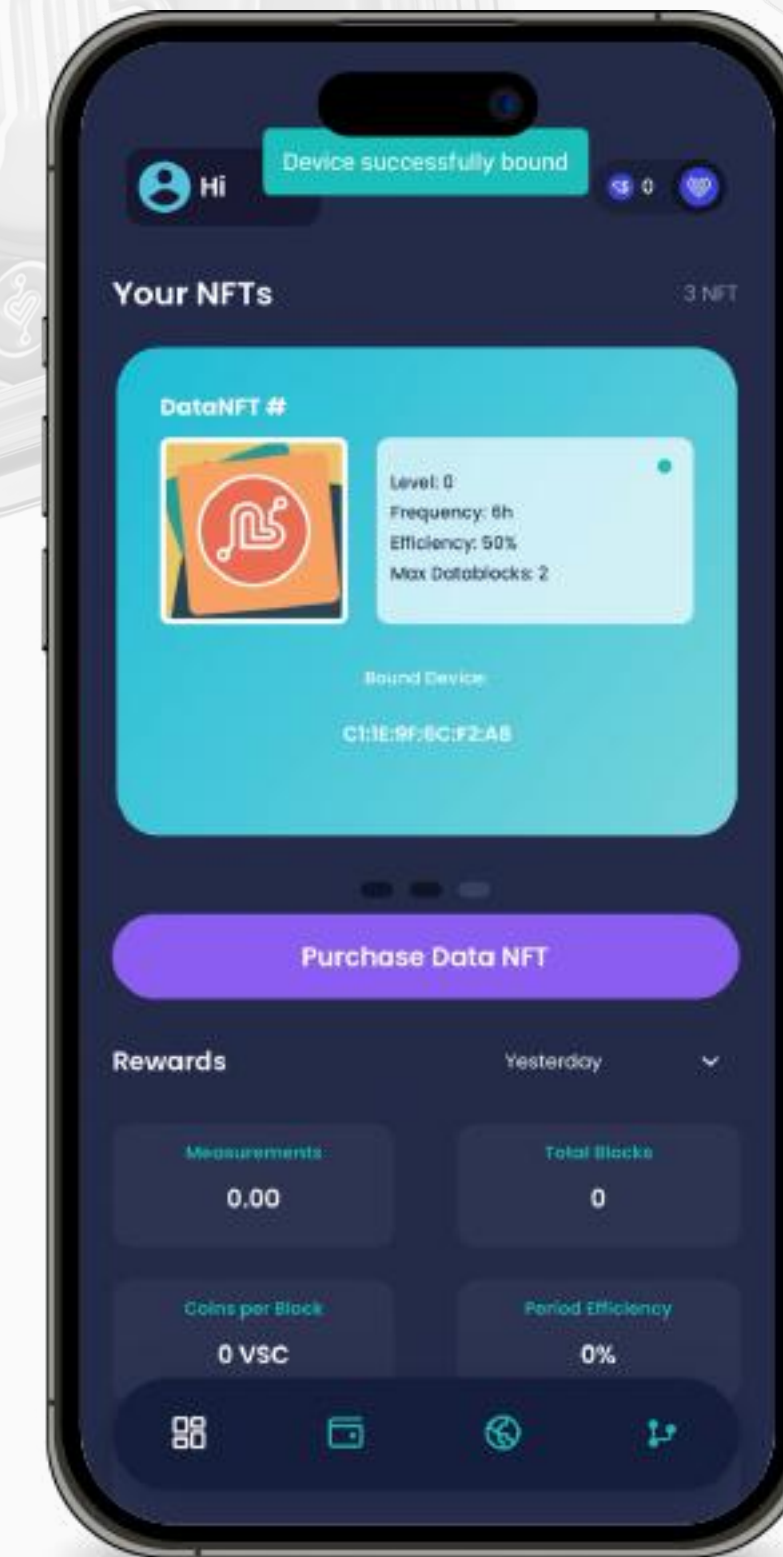 Device successfully bound
Hi
0
Your NFTs
3 NFT
DataNFT #
Level: 0
Frequency: 6h
Efficiency: 50%
Max Datablocks: 2
Bound Device
C1:1E:9F:6C:F2:A8
Purchase Data NFT
Rewards
Yesterday
Measurements
Total Blocks
0.00
0
Coins per Block
Period Efficiency
0 VSC
0%